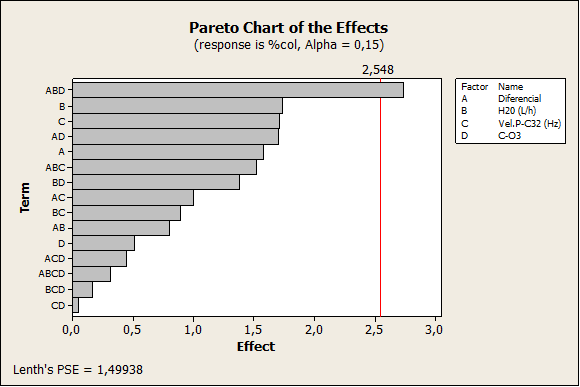 Pareto Chart of the Effects
(response is %col, Alpha = 0,15)
2,548
Factor Name
A Diferencial
B H20 (L/h)
C Vel.P-C32 (Hz)
D C-O3
Term
ABD
B
C
AD
A
ABC
BD
AC
BC
AB
D
ACD
ABCD
BCD
CD
0,0 0,5 1,0 1,5 2,0 2,5 3,0
Effect
Lenth's PSE = 1,49938